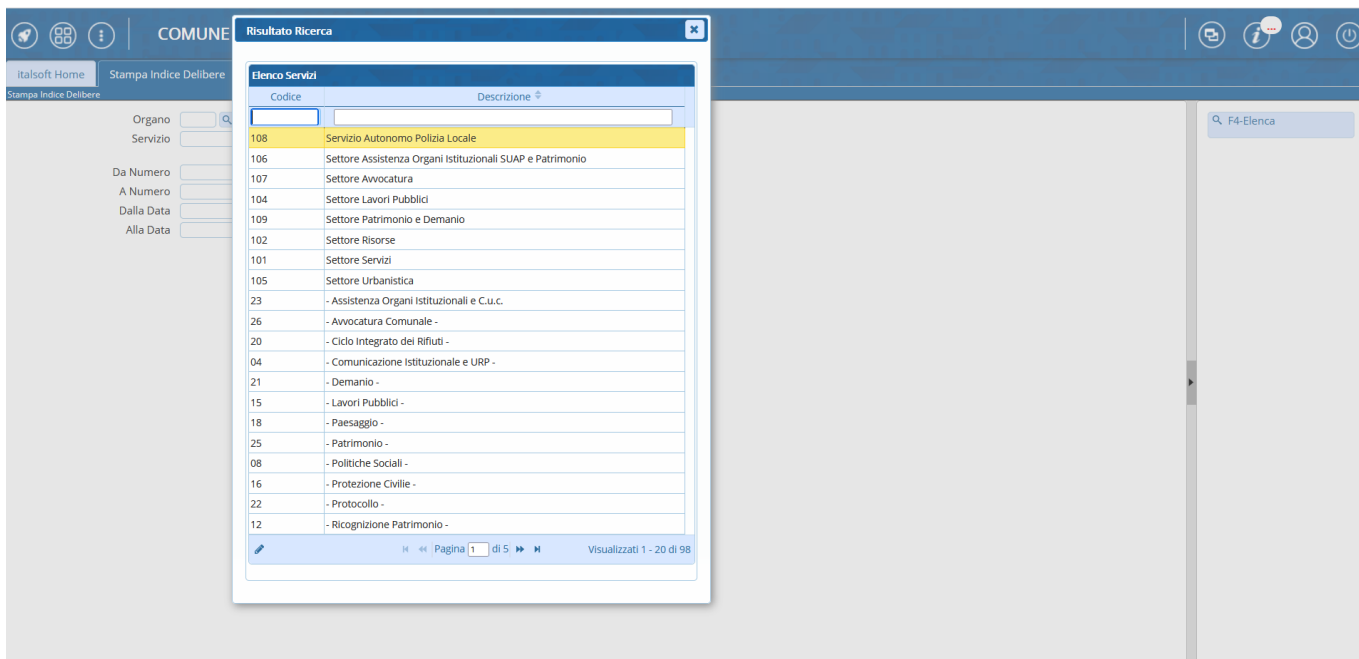 COMUNE
italsoft Home
Stampa Indice Delibere
Stampa Indice Delibere
Organo
Servizio
Da Numero
A Numero
Dalla Data
Alla Data
Risultato Ricerca
Elenco Servizi
Codice Descrizione
108 Servizio Autonomo Polizia Locale
106 Settore Assistenza Organi Istituzionali SUAP e Patrimonio
107 Settore Avvocatura
104 Settore Lavori Pubblici
109 Settore Patrimonio e Demanio
102 Settore Risorse
101 Settore Servizi
105 Settore Urbanistica
23 - Assistenza Organi Istituzionali e C.u.c.
26 - Avvocatura Comunale -
20 - Ciclo Integrato dei Rifiuti -
04 - Comunicazione Istituzionale e URP -
21 - Demanio -
15 - Lavori Pubblici -
18 - Paesaggio -
25 - Patrimonio -
08 - Politiche Sociali -
16 - Protezione Civilie -
22 - Protocollo -
12 - Ricognizione Patrimonio -
Pagina 1 di 5 Visualizzati 1 - 20 di 98
F4-Elenca